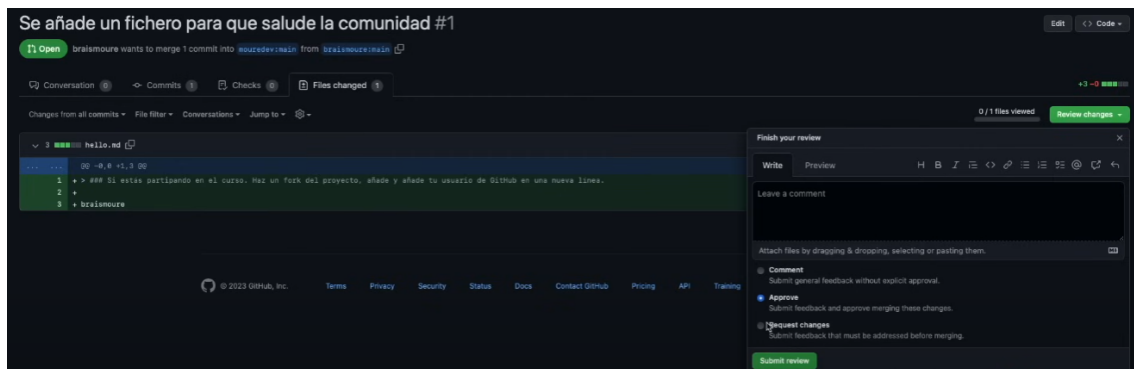 Se añade un fichero para que salude la comunidad #1
Edit <> Code
Open braismoure wants to merge 1 commit into mouredev:main from braismoure:main
Conversation 0 Commits 1 Checks 0 Files changed 1
+3 −0
Changes from all commits File filter Conversations Jump to
0 / 1 files viewed Review changes
3 hello.md
@@ -0,0 +1,3 @@
1 + > ### Si estás partipando en el curso. Haz un fork del proyecto, añade y añade tu usuario de GitHub en una nueva línea.
2 +
3 + braismoure
Finish your review
Write Preview
Leave a comment
Attach files by dragging & dropping, selecting or pasting them.
Comment
Submit general feedback without explicit approval.
Approve
Submit feedback and approve merging these changes.
Request changes
Submit feedback that must be addressed before merging.
Submit review
© 2023 GitHub, Inc. Terms Privacy Security Status Docs Contact GitHub Pricing API Training